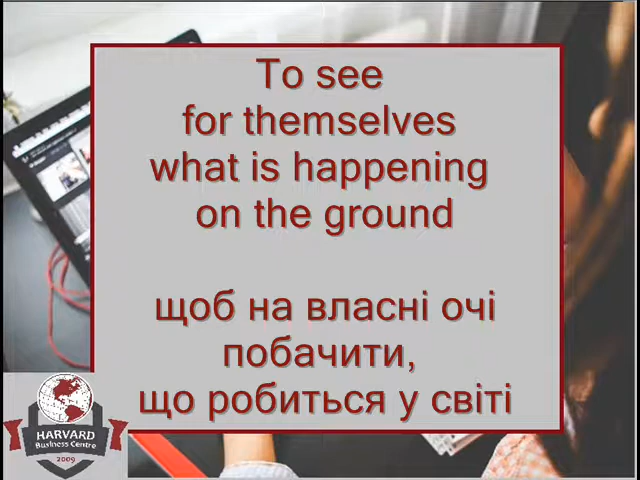 To see
for themselves
what is happening
on the ground
щоб на власні очі
побачити,
що робиться у світі
HARVARD
Business Centre
2009